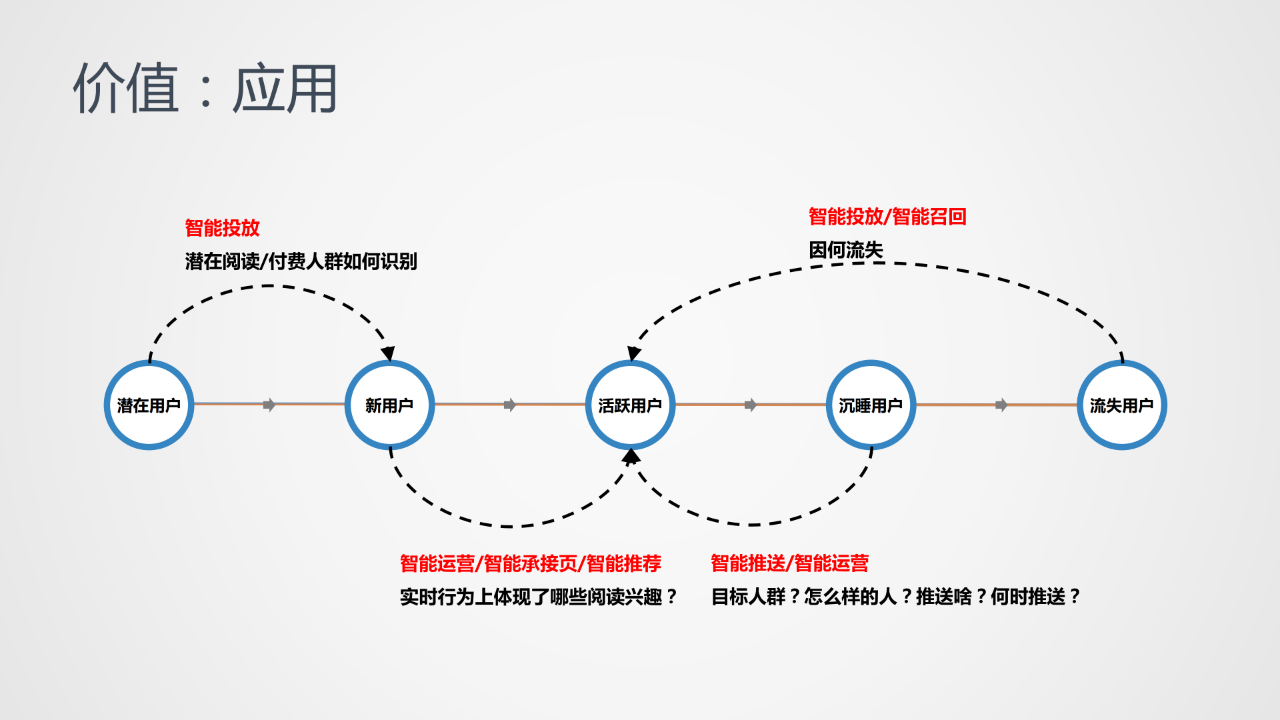 价值：应用
智能投放
潜在阅读/付费人群如何识别
智能投放/智能召回
因何流失
潜在用户
新用户
活跃用户
沉睡用户
流失用户
智能运营/智能承接页/智能推荐
实时行为上体现了哪些阅读兴趣？
智能推送/智能运营
目标人群？怎么样的人？推送啥？何时推送？